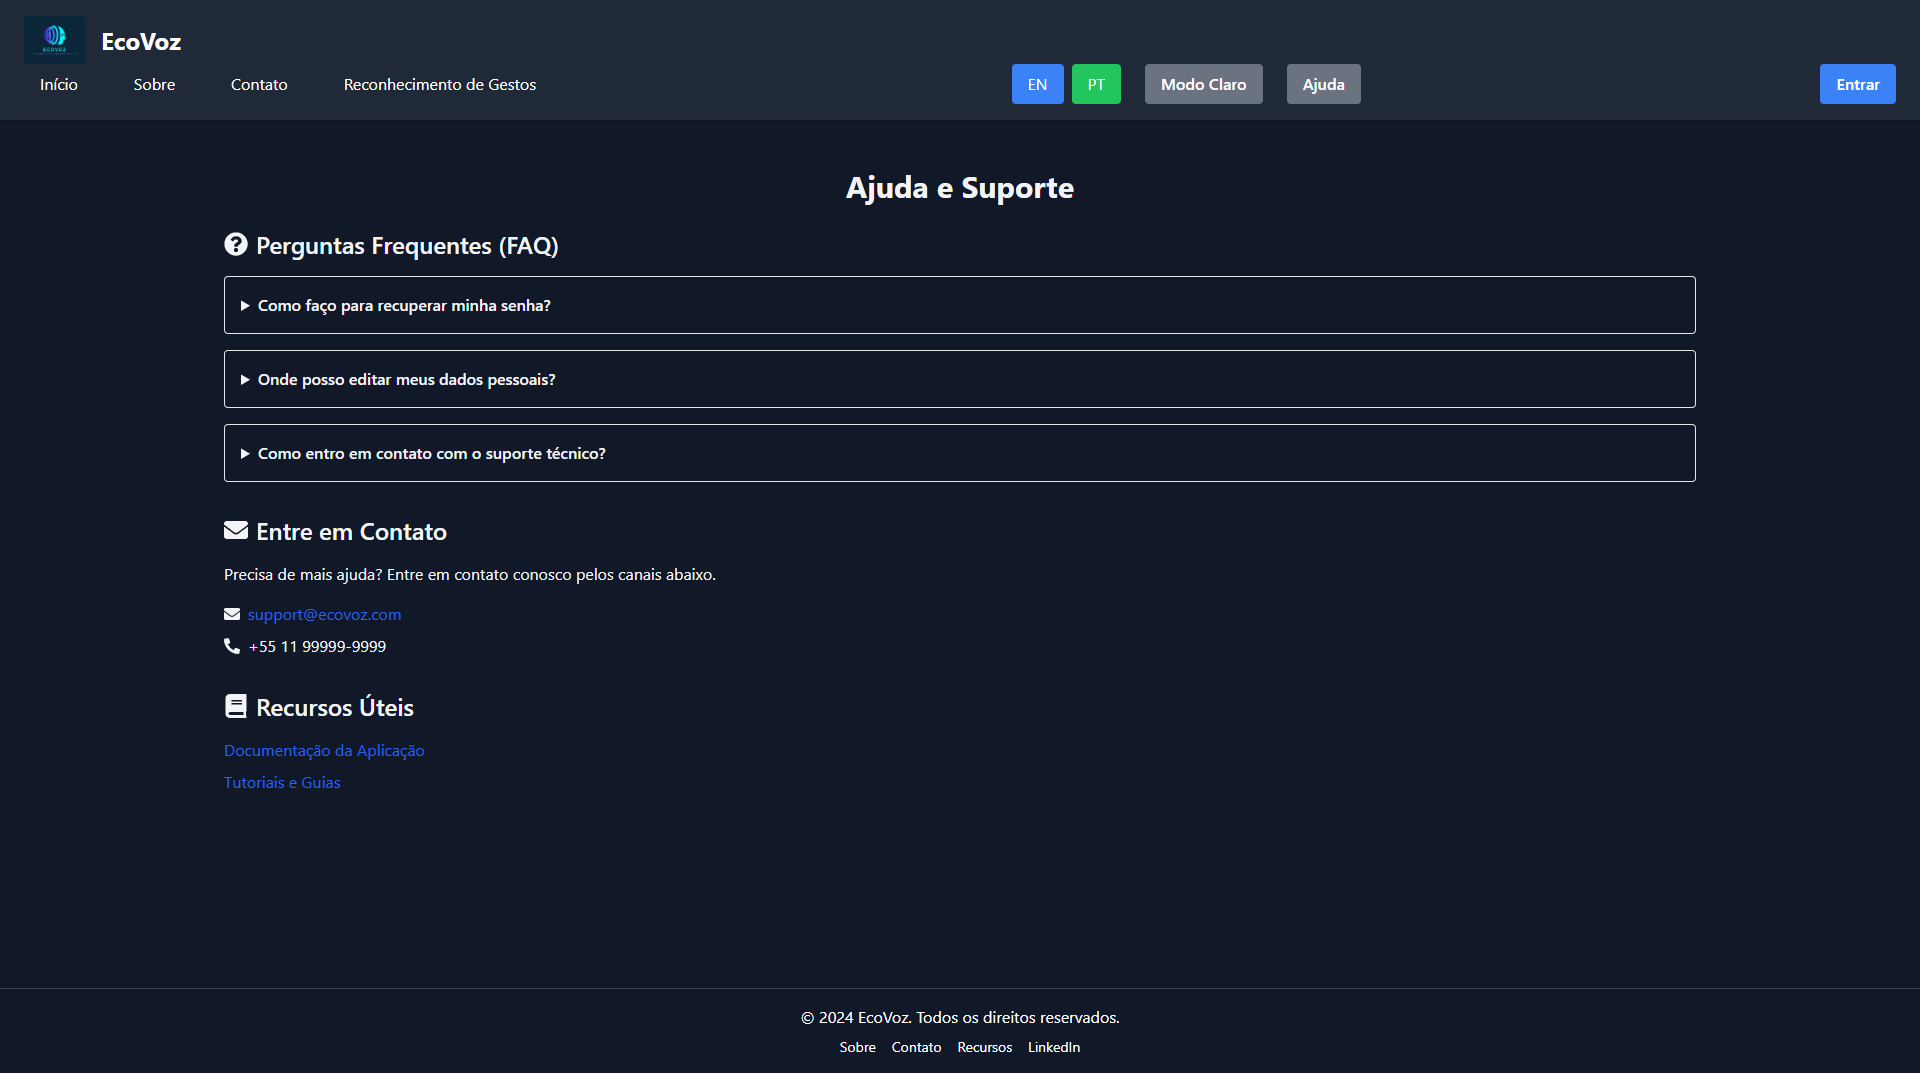 ECOVOZ
EcoVoz
Início Sobre Contato Reconhecimento de Gestos EN PT Modo Claro Ajuda Entrar
Ajuda e Suporte
Perguntas Frequentes (FAQ)
Como faço para recuperar minha senha?
Onde posso editar meus dados pessoais?
Como entro em contato com o suporte técnico?
Entre em Contato
Precisa de mais ajuda? Entre em contato conosco pelos canais abaixo.
support@ecovoz.com
+55 11 99999-9999
Recursos Úteis
Documentação da Aplicação
Tutoriais e Guias
© 2024 EcoVoz. Todos os direitos reservados.
Sobre Contato Recursos LinkedIn